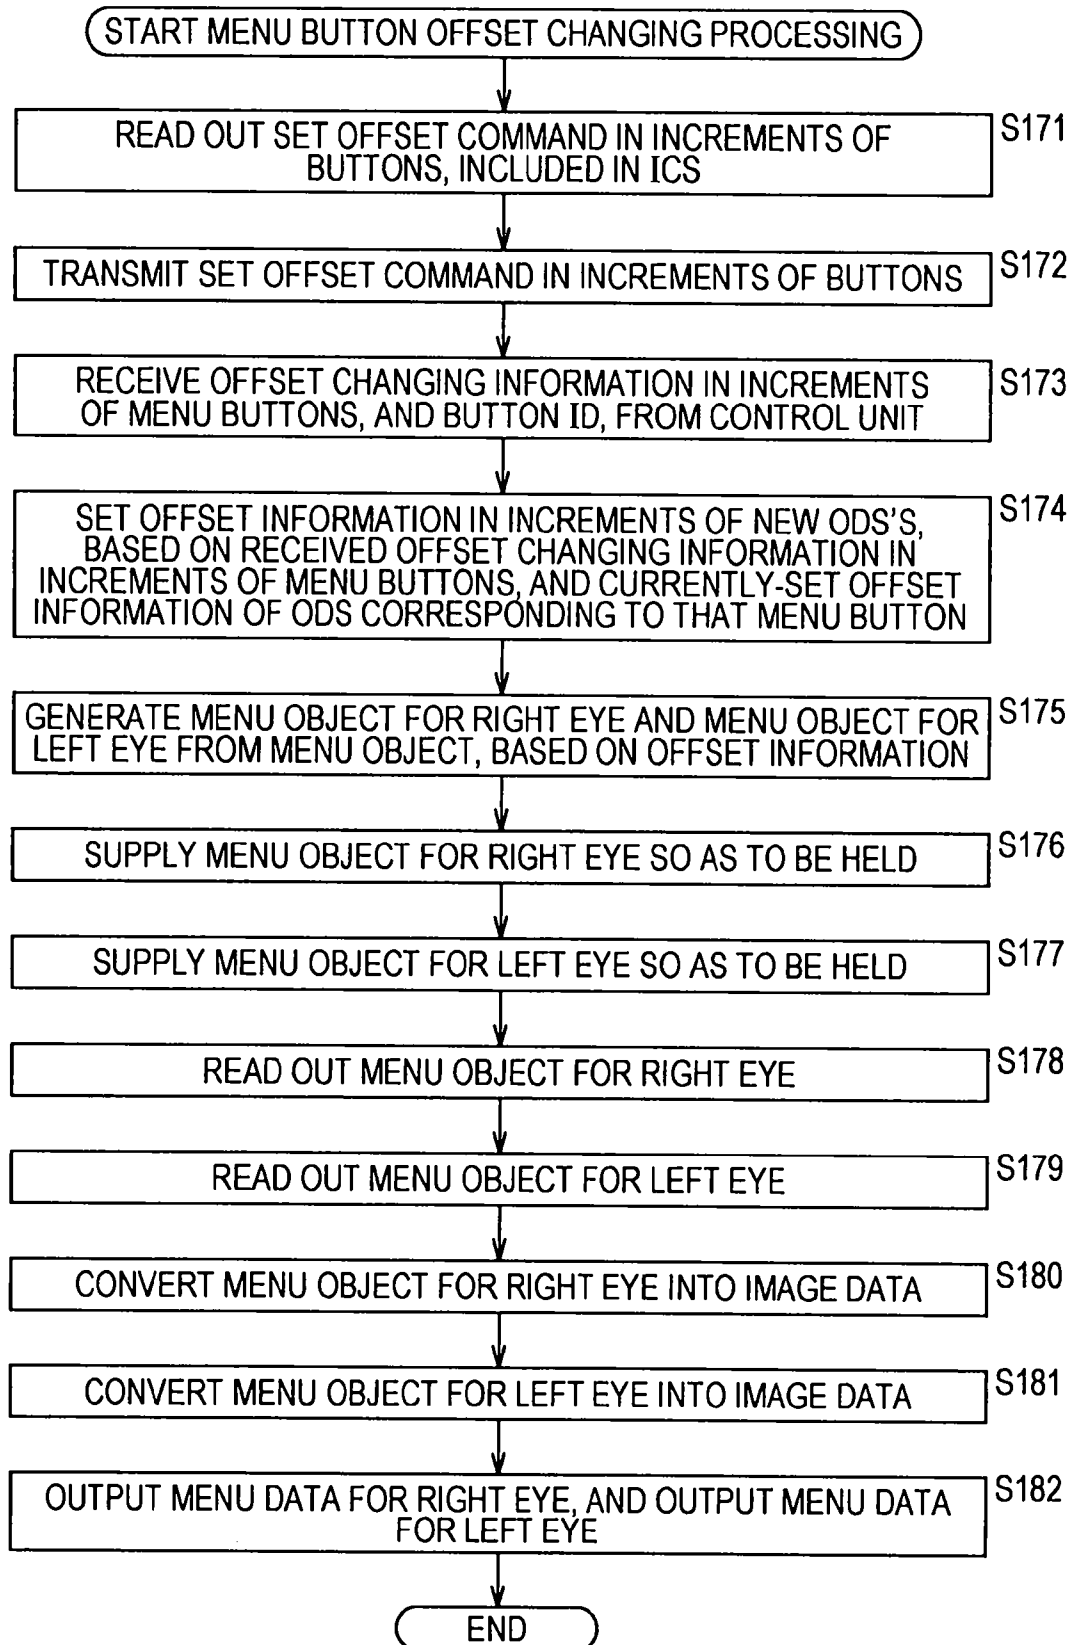 START MENU BUTTON OFFSET CHANGING PROCESSING
READ OUT SET OFFSET COMMAND IN INCREMENTS OF
BUTTONS, INCLUDED IN ICS
S171
TRANSMIT SET OFFSET COMMAND IN INCREMENTS OF BUTTONS
S172
RECEIVE OFFSET CHANGING INFORMATION IN INCREMENTS
OF MENU BUTTONS, AND BUTTON ID, FROM CONTROL UNIT
S173
SET OFFSET INFORMATION IN INCREMENTS OF NEW ODS'S,
BASED ON RECEIVED OFFSET CHANGING INFORMATION IN
INCREMENTS OF MENU BUTTONS, AND CURRENTLY-SET OFFSET
INFORMATION OF ODS CORRESPONDING TO THAT MENU BUTTON
S174
GENERATE MENU OBJECT FOR RIGHT EYE AND MENU OBJECT FOR
LEFT EYE FROM MENU OBJECT, BASED ON OFFSET INFORMATION
S175
SUPPLY MENU OBJECT FOR RIGHT EYE SO AS TO BE HELD
S176
SUPPLY MENU OBJECT FOR LEFT EYE SO AS TO BE HELD
S177
READ OUT MENU OBJECT FOR RIGHT EYE
S178
READ OUT MENU OBJECT FOR LEFT EYE
S179
CONVERT MENU OBJECT FOR RIGHT EYE INTO IMAGE DATA
S180
CONVERT MENU OBJECT FOR LEFT EYE INTO IMAGE DATA
S181
OUTPUT MENU DATA FOR RIGHT EYE, AND OUTPUT MENU DATA
FOR LEFT EYE
S182
END